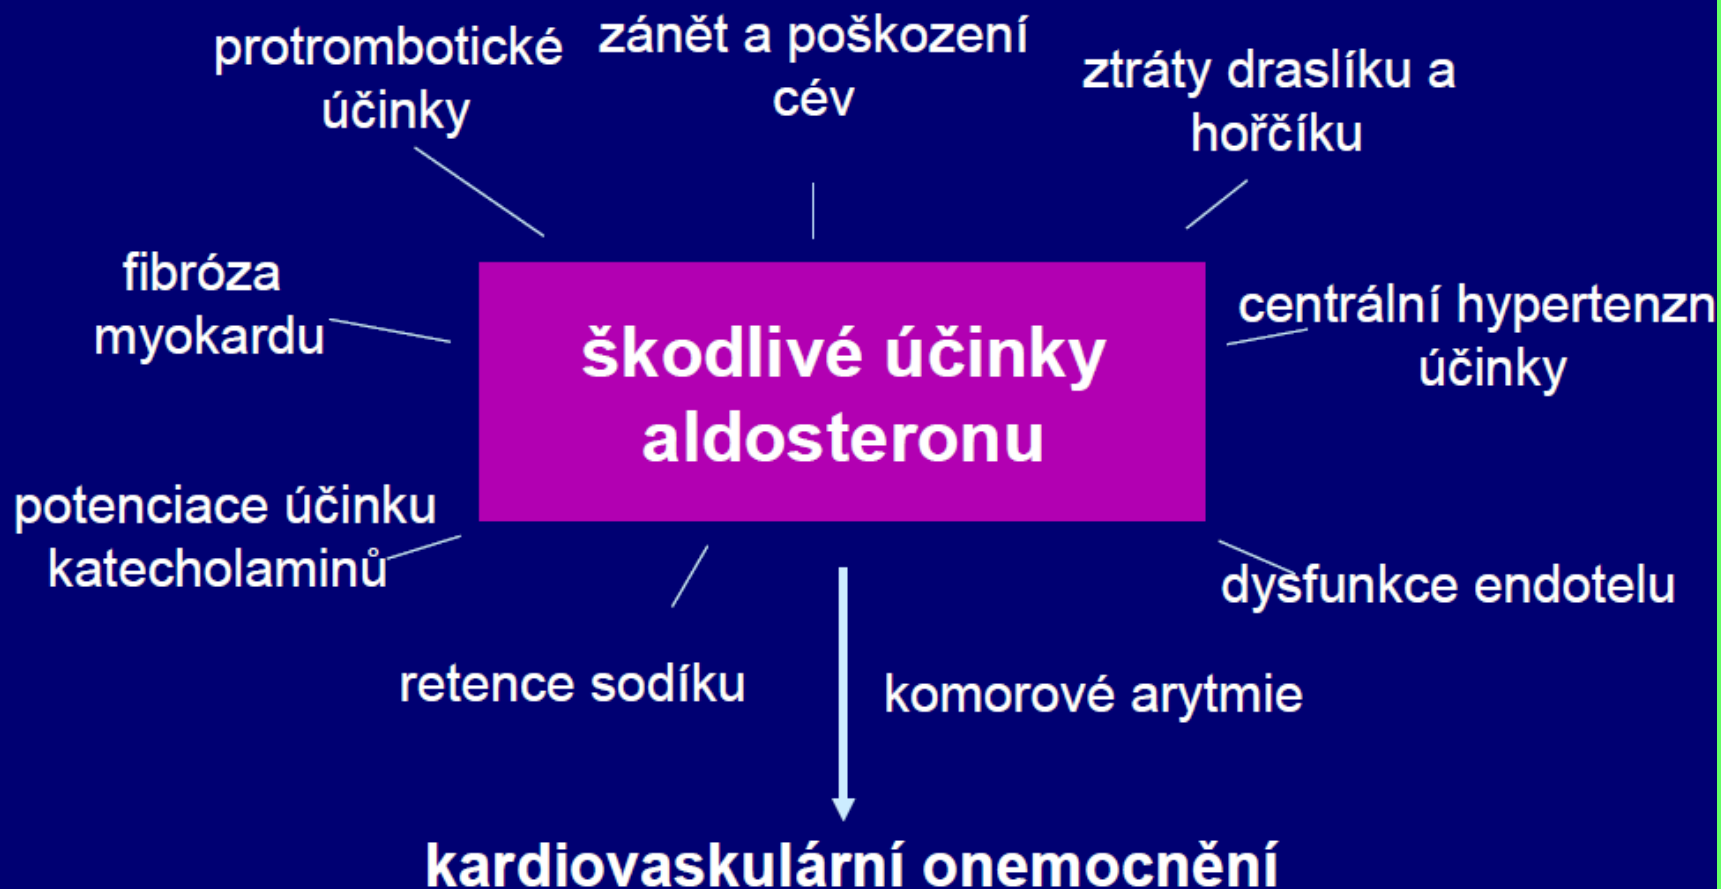 protrombotické
účinky
zánět a poškození
cév
ztráty draslíku a
hořčíku
fibróza
myokardu
škodlivé účinky
aldosteronu
centrální hypertenzn
účinky
potenciace účinku
katecholaminů
dysfunkce endotelu
retence sodíku
komorové arytmie
kardiovaskulární onemocnění